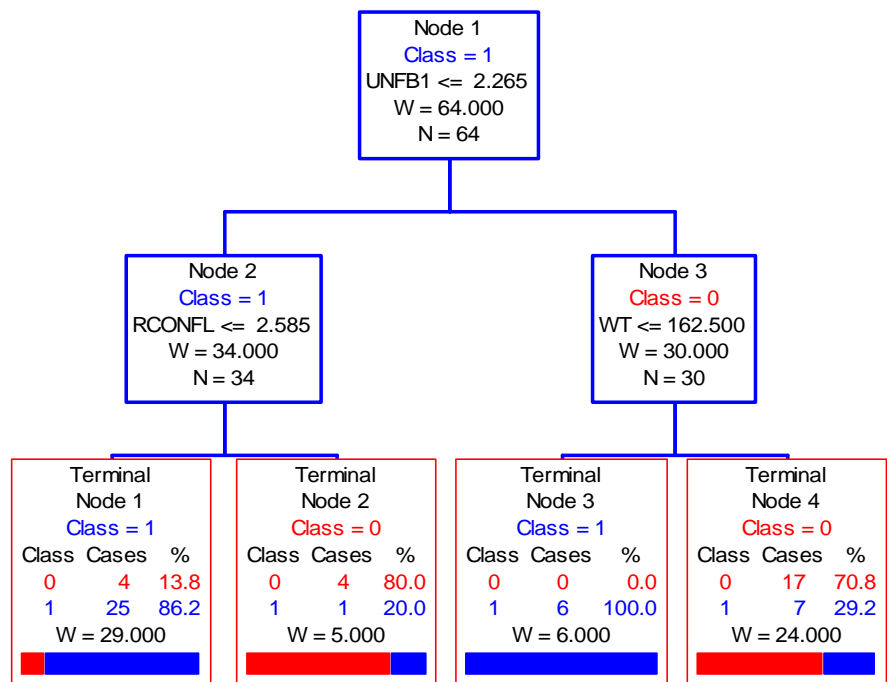 Node 1
Class = 1
UNFB1 <= 2.265
W = 64.000
N = 64
Node 2
Class = 1
RCONFL <= 2.585
W = 34.000
N = 34
Node 3
Class = 0
WT <= 162.500
W = 30.000
N = 30
Terminal
Node 1
Class = 1
Class Cases %
0 4 13.8
1 25 86.2
W = 29.000
Terminal
Node 2
Class = 0
Class Cases %
0 4 80.0
1 1 20.0
W = 5.000
Terminal
Node 3
Class = 1
Class Cases %
0 0 0.0
1 6 100.0
W = 6.000
Terminal
Node 4
Class = 0
Class Cases %
0 17 70.8
1 7 29.2
W = 24.000